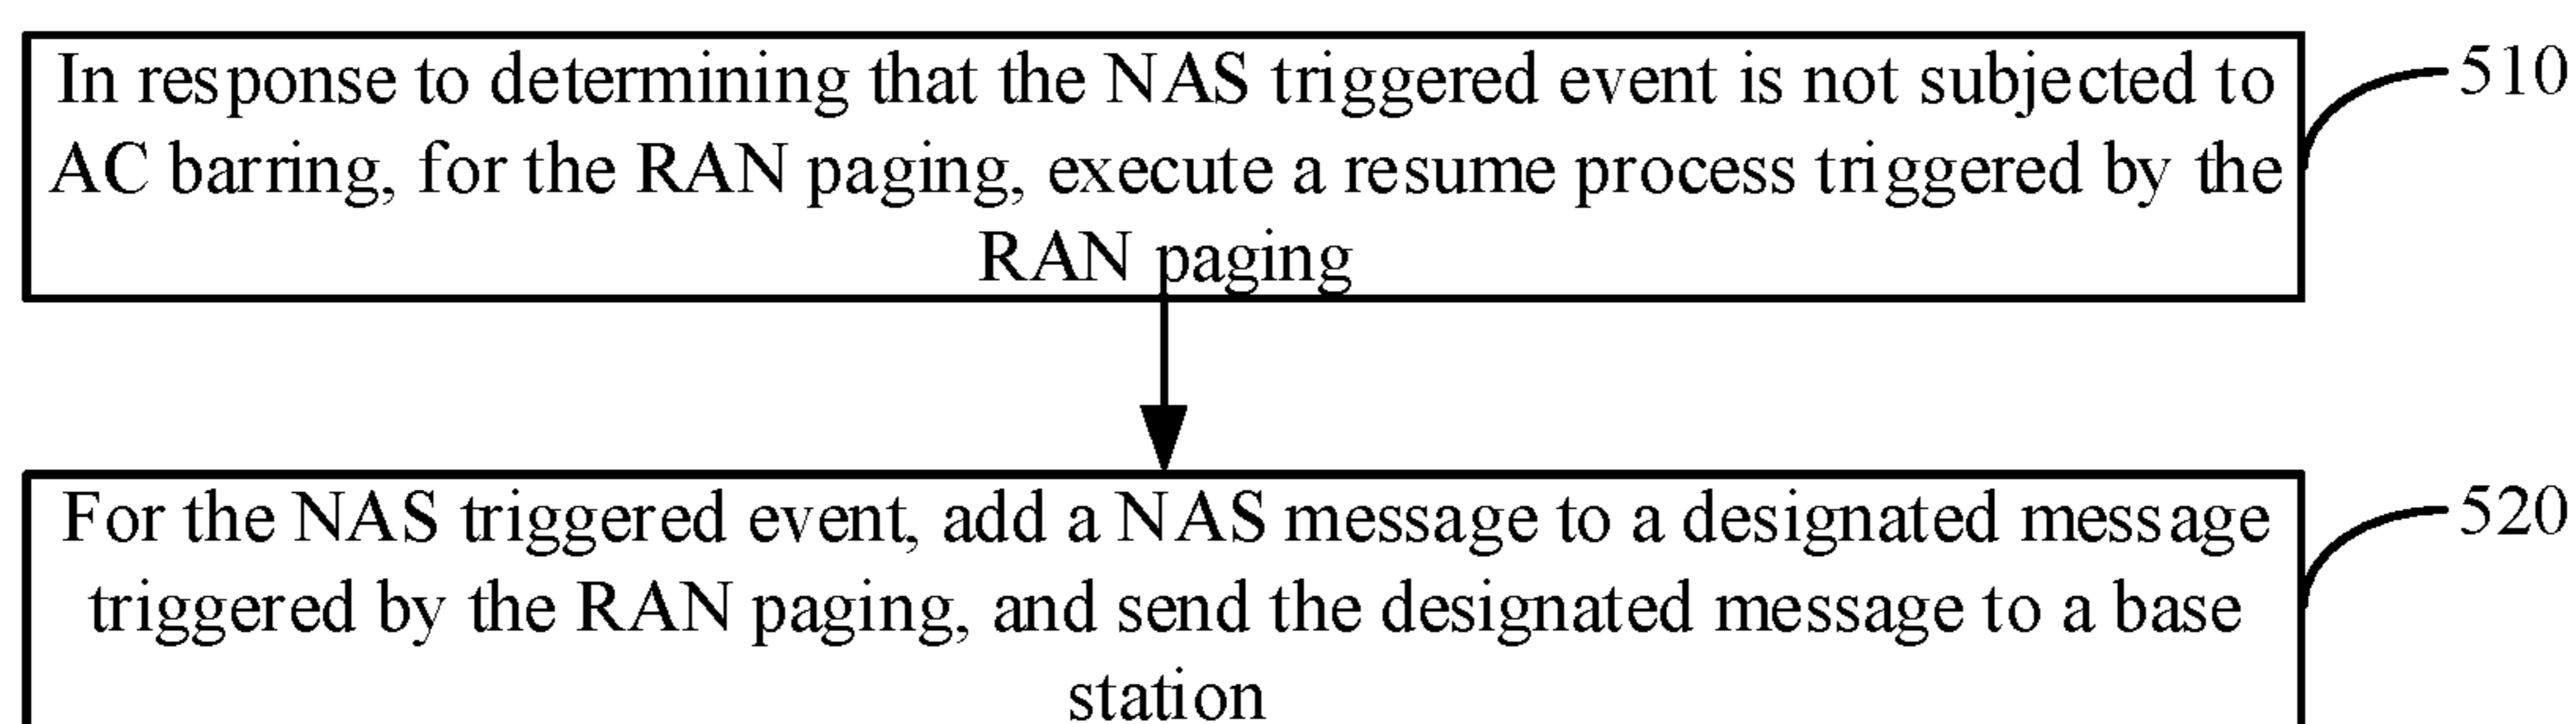 In response to determining that the NAS triggered event is not subjected to
AC barring, for the RAN paging, execute a resume process triggered by the
RAN paging
510
For the NAS triggered event, add a NAS message to a designated message
triggered by the RAN paging, and send the designated message to a base
station
520